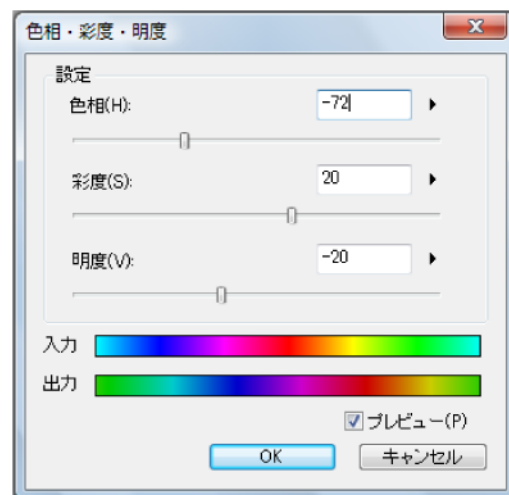 色相・彩度・明度
設定
色相(H):
-72
彩度(S):
20
明度(V):
-20
入力
出力
プレビュー(P)
OK
キャンセル